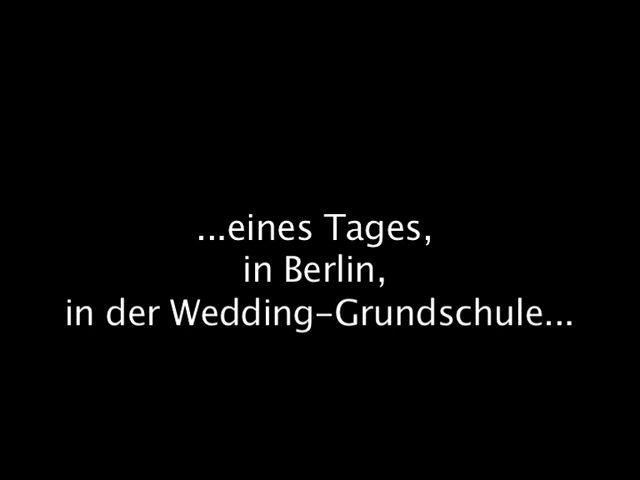 ...eines Tages,
in Berlin,
in der Wedding-Grundschule...